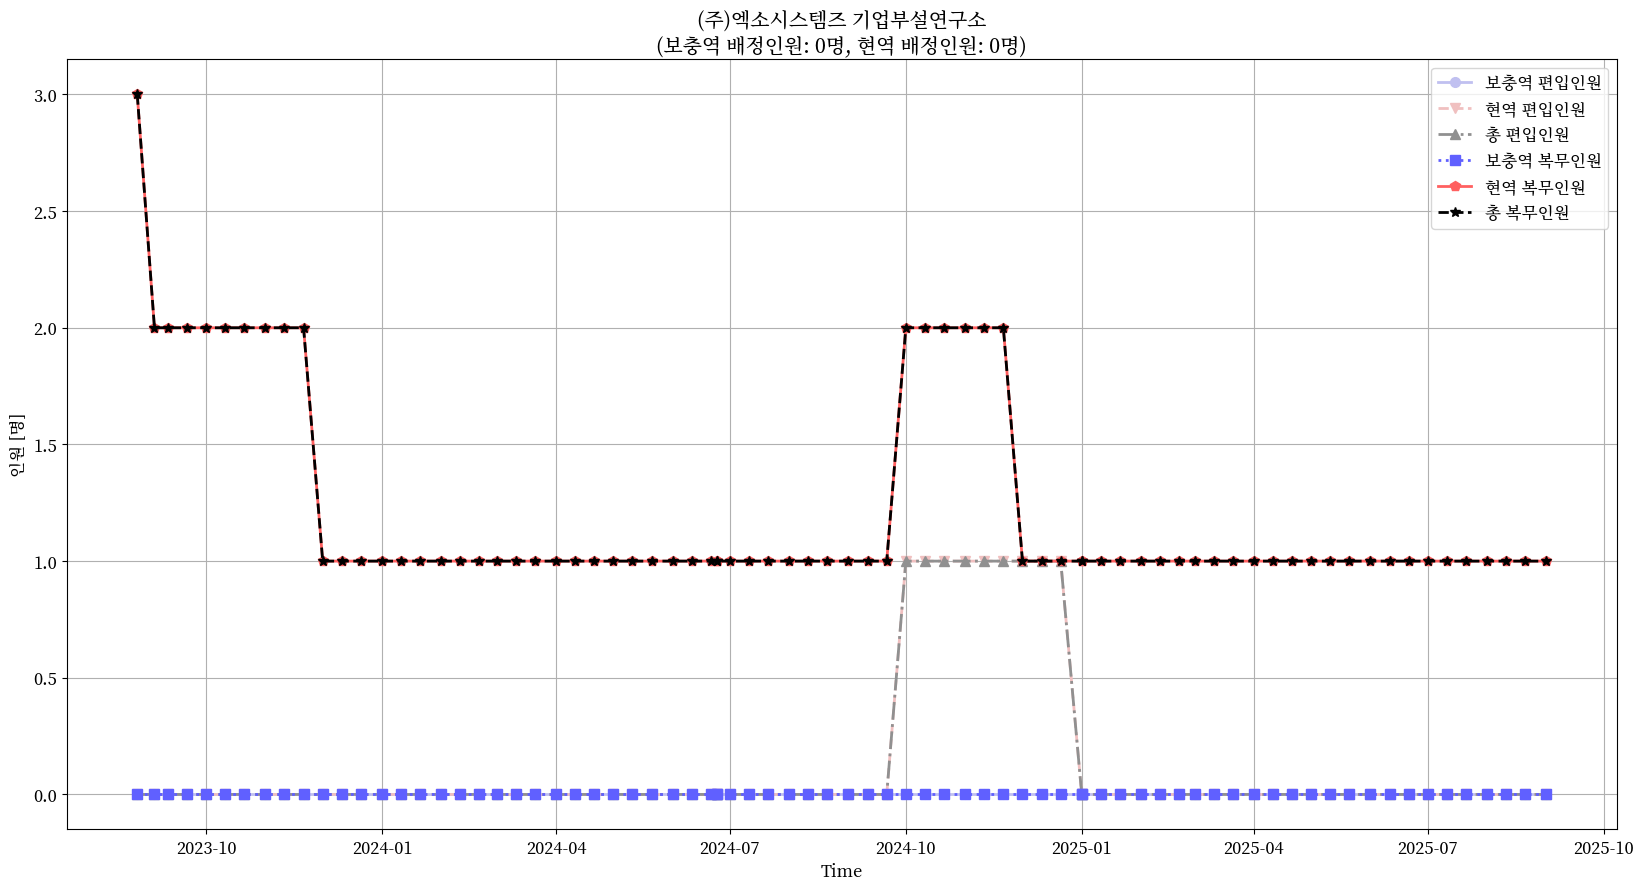 (주)엑소시스템즈 기업부설연구소
(보충역 배정인원: 0명, 현역 배정인원: 0명)
보충역 편입인원
현역 편입인원
총 편입인원
보충역 복무인원
현역 복무인원
총 복무인원
인원 [명]
3.0
2.5
2.0
1.5
1.0
0.5
0.0
2023-10
2024-01
2024-04
2024-07
2024-10
2025-01
2025-04
2025-07
2025-10
Time